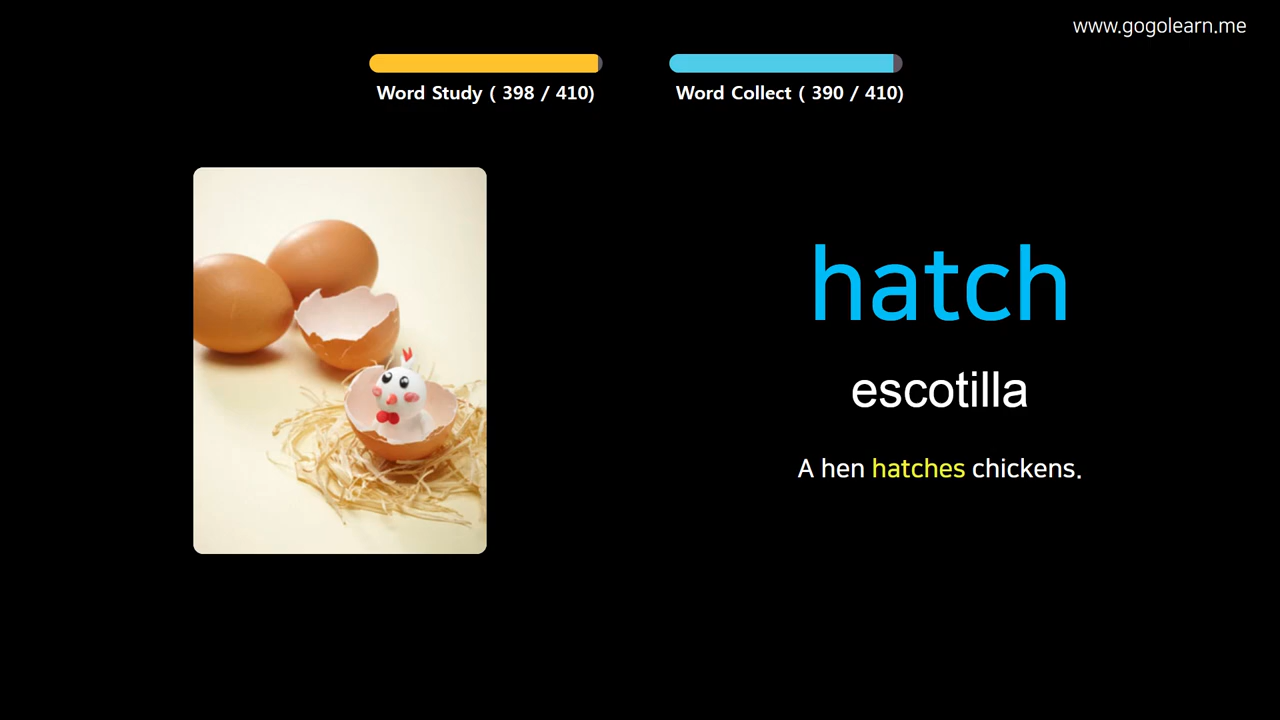 www.gogolearn.me
Word Study ( 398 / 410)
Word Collect ( 390 / 410)
hatch
escotilla
A hen hatches chickens.